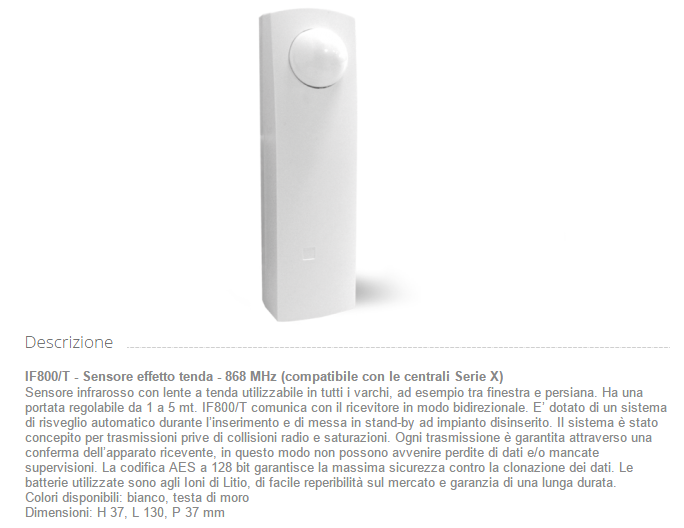 Descrizione
IF800/T - Sensore effetto tenda - 868 MHz (compatibile con le centrali Serie X)
Sensore infrarosso con lente a tenda utilizzabile in tutti i varchi, ad esempio tra finestra e persiana. Ha una
portata regolabile da 1 a 5 mt. IF800/T comunica con il ricevitore in modo bidirezionale. E' dotato di un sistema
di risveglio automatico durante l'inserimento e di messa in stand-by ad impianto disinserito. Il sistema è stato
concepito per trasmissioni prive di collisioni radio e saturazioni. Ogni trasmissione è garantita attraverso una
conferma dell'apparato ricevente, in questo modo non possono avvenire perdite di dati e/o mancate
supervisioni. La codifica AES a 128 bit garantisce la massima sicurezza contro la clonazione dei dati. Le
batterie utilizzate sono agli Ioni di Litio, di facile reperibilità sul mercato e garanzia di una lunga durata.
Colori disponibili: bianco, testa di moro
Dimensioni: H 37, L 130, P 37 mm